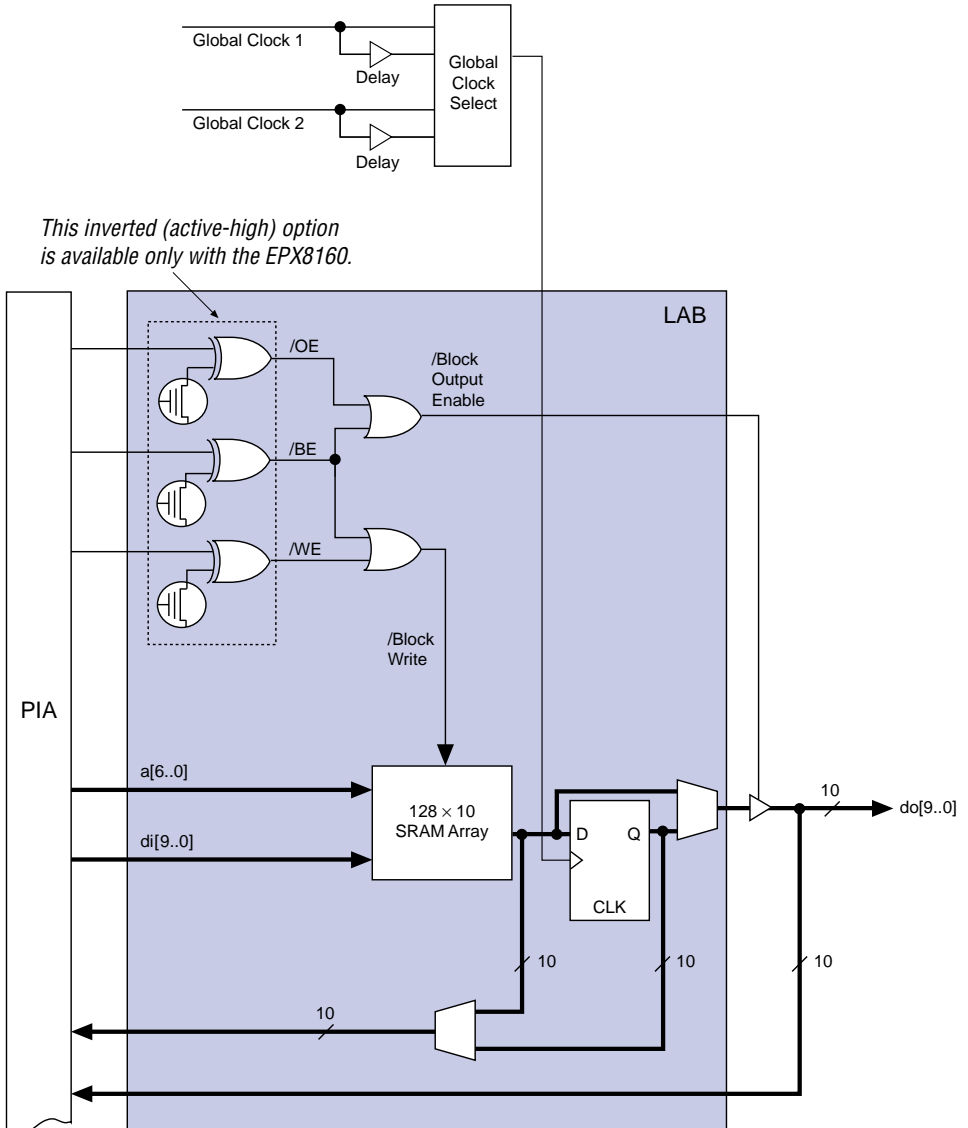 Global Clock 1
Delay
Global Clock 2
Delay
Global
Clock
Select
This inverted (active-high) option
is available only with the EPX8160.
LAB
/OE
/BE
/WE
/Block
Output
Enable
/Block
Write
PIA
a[6..0]
di[9..0]
128 × 10
SRAM Array
D
Q
CLK
10
do[9..0]
10
10
10
10